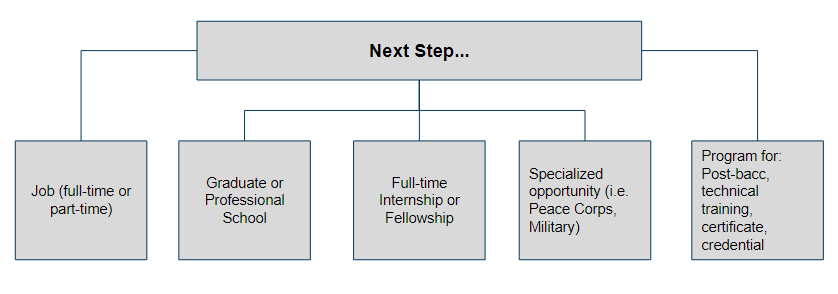 Next Step...
Job (full-time or
part-time)
Graduate or
Professional
School
Full-time
Internship or
Fellowship
Specialized
opportunity (i.e.
Peace Corps,
Military)
Program for:
Post-bacc,
technical
training,
certificate,
credential